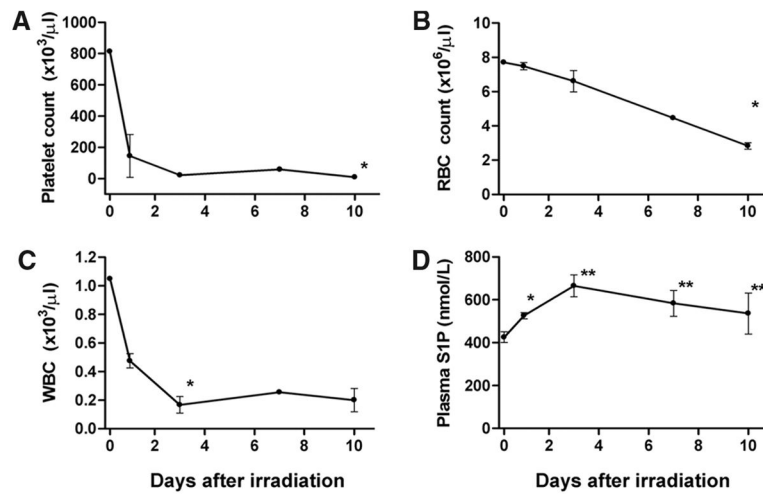 A
Platelet count (x10³/µl)
1000
800
600
400
200
0
*
0 2 4 6 8 10
B
RBC count (x10⁶/µl)
8
6
4
2
0
*
0 2 4 6 8 10
C
WBC (x10³/µl)
1.2
1.0
0.8
0.6
0.4
0.2
0.0
*
0 2 4 6 8 10
Days after irradiation
D
Plasma S1P (nmol/L)
800
600
400
200
0
* ** ** **
0 2 4 6 8 10
Days after irradiation